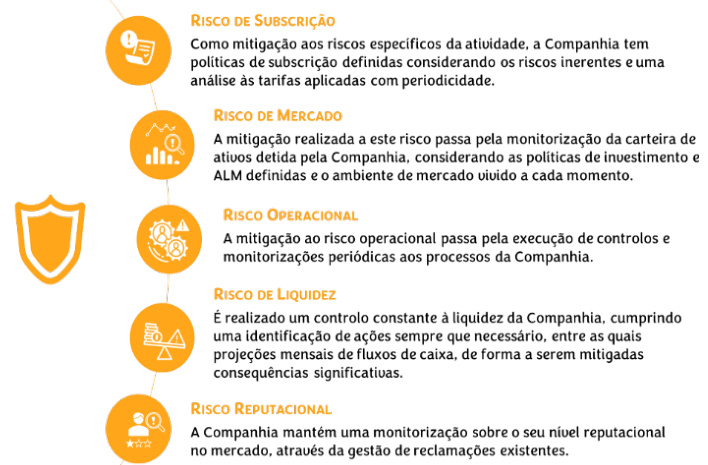 RISCO DE SUBSCRIÇÃO
Como mitigação aos riscos específicos da atividade, a Companhia tem
políticas de subscrição definidas considerando os riscos inerentes e uma
análise às tarifas aplicadas com periodicidade.
RISCO DE MERCADO
A mitigação realizada a este risco passa pela monitorização da carteira de
ativos detida pela Companhia, considerando as políticas de investimento e
ALM definidas e o ambiente de mercado vivido a cada momento.
RISCO OPERACIONAL
A mitigação ao risco operacional passa pela execução de controlos e
monitorizações periódicas aos processos da Companhia.
RISCO DE LIQUIDEZ
É realizado um controlo constante à liquidez da Companhia, cumprindo
uma identificação de ações sempre que necessário, entre as quais
projeções mensais de fluxos de caixa, de forma a serem mitigadas
consequências significativas.
RISCO REPUTACIONAL
A Companhia mantém uma monitorização sobre o seu nível reputacional
no mercado, através da gestão de reclamações existentes.